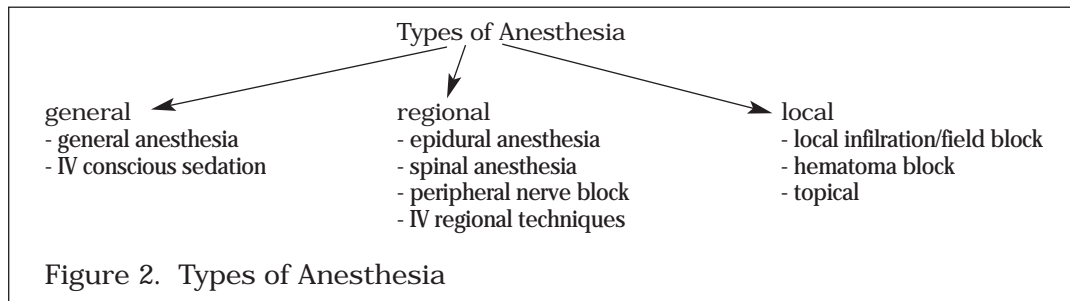 Types of Anesthesia
general
- general anesthesia
- IV conscious sedation
regional
- epidural anesthesia
- spinal anesthesia
- peripheral nerve block
- IV regional techniques
local
- local infilration/field block
- hematoma block
- topical
Figure 2. Types of Anesthesia